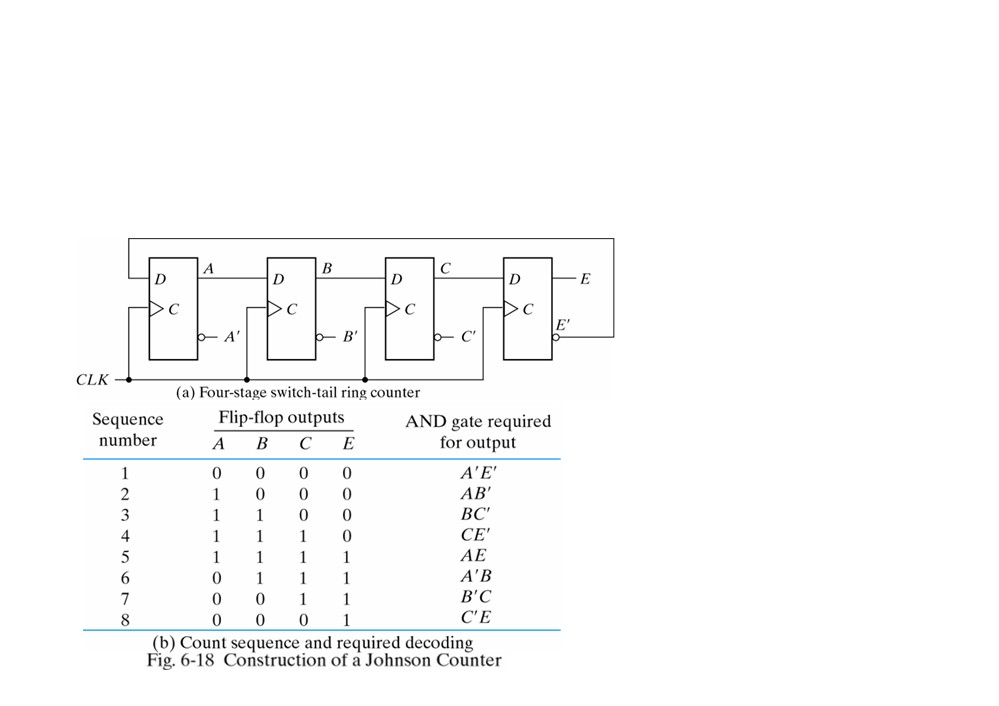 A B C
D D D D E
C C C C
E'
A' B' C'
CLK
(a) Four-stage switch-tail ring counter
Sequence number Flip-flop outputs AND gate required for output
A B C E
1 0 0 0 0 A'E'
2 1 0 0 0 AB'
3 1 1 0 0 BC'
4 1 1 1 0 CE'
5 1 1 1 1 AE
6 0 1 1 1 A'B
7 0 0 1 1 B'C
8 0 0 0 1 C'E
(b) Count sequence and required decoding
Fig. 6-18 Construction of a Johnson Counter